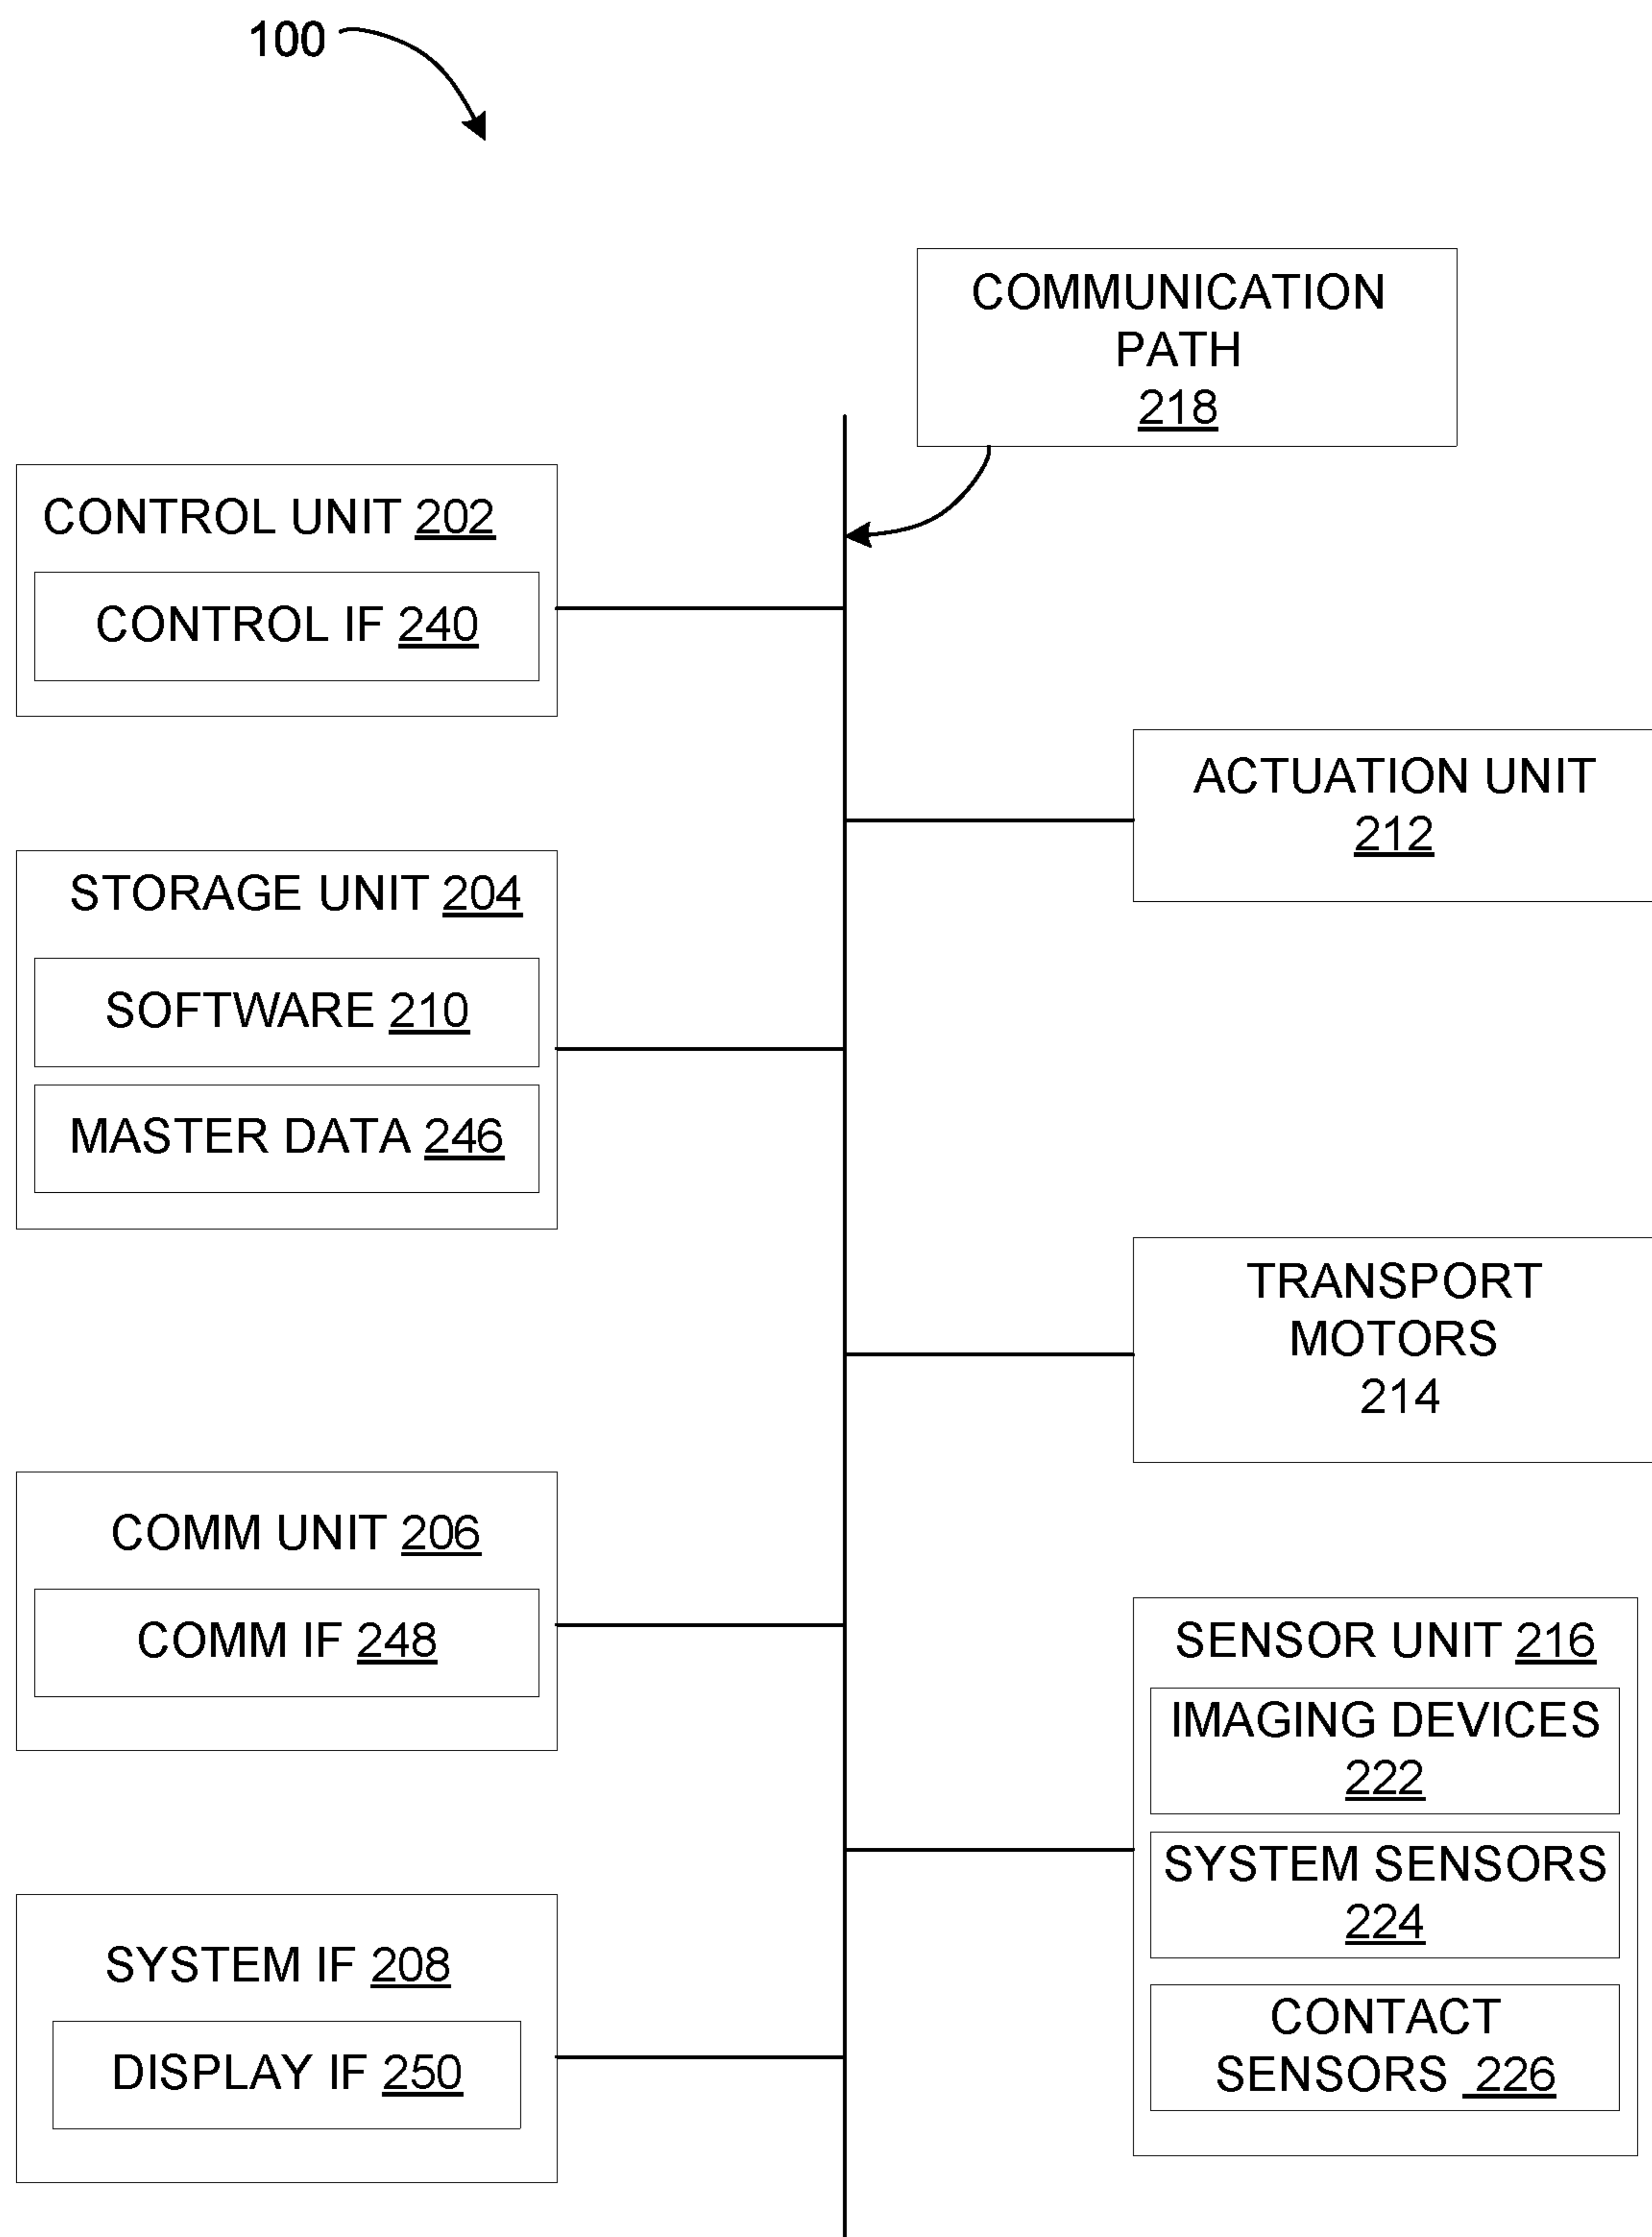 100
COMMUNICATION
PATH
218
CONTROL UNIT 202
CONTROL IF 240
ACTUATION UNIT
212
STORAGE UNIT 204
SOFTWARE 210
MASTER DATA 246
TRANSPORT
MOTORS
214
COMM UNIT 206
COMM IF 248
SENSOR UNIT 216
IMAGING DEVICES
222
SYSTEM SENSORS
224
CONTACT
SENSORS 226
SYSTEM IF 208
DISPLAY IF 250